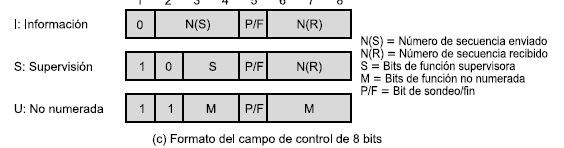 1 2 3 4 5 6 7 8
I: Información 0 N(S) P/F N(R)
S: Supervisión 1 0 S P/F N(R)
U: No numerada 1 1 M P/F M
N(S) = Número de secuencia enviado
N(R) = Número de secuencia recibido
S = Bits de función supervisora
M = Bits de función no numerada
P/F = Bit de sondeo/fin
(c) Formato del campo de control de 8 bits